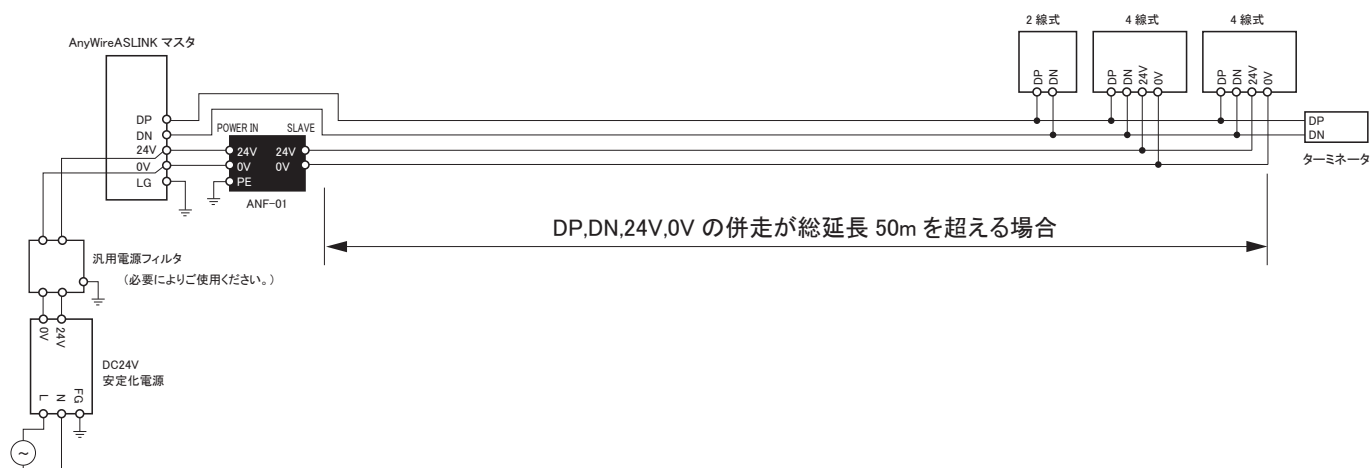 AnyWireASLINK マスタ
DP
DN
24V
0V
LG
POWER IN SLAVE
24V 24V
0V 0V
PE
ANF-01
2 線式
DP
DN
4 線式
DP
DN
24V
0V
4 線式
DP
DN
24V
0V
DP
DN
ターミネータ
DP,DN,24V,0V の併走が総延長 50m を超える場合
汎用電源フィルタ
（必要によりご使用ください。）
0V
24V
DC24V
安定化電源
L
N
FG
~